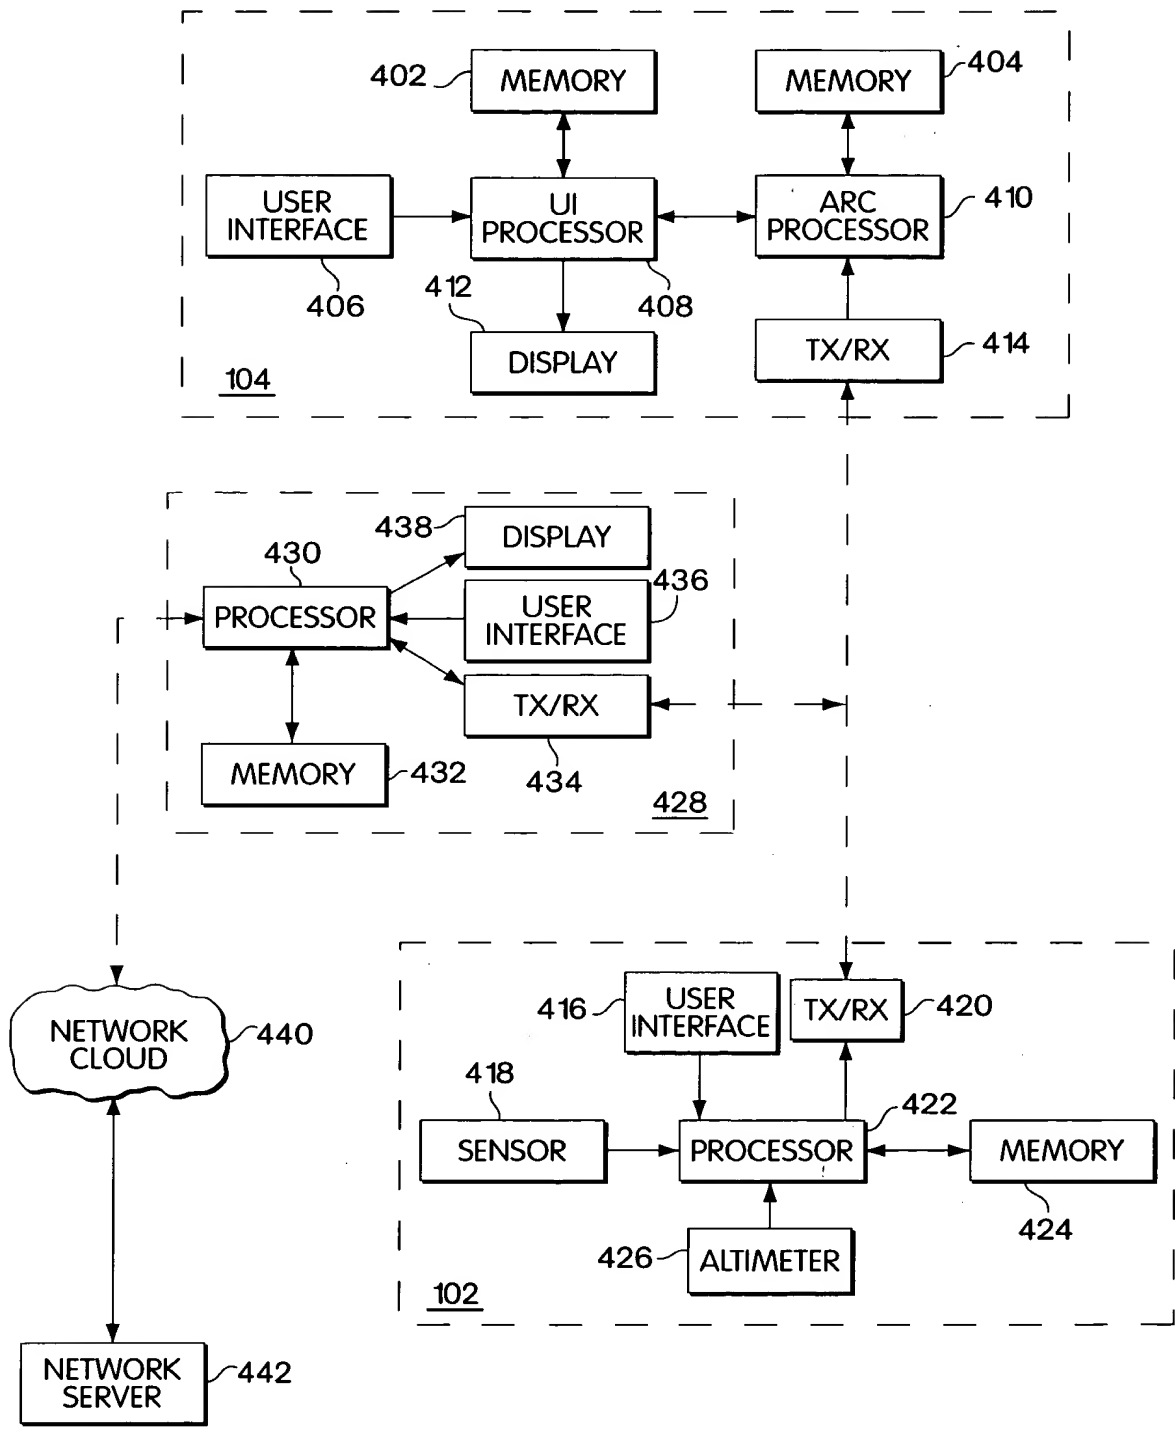 402
MEMORY
MEMORY
404
USER
INTERFACE
406
UI
PROCESSOR
408
ARC
PROCESSOR
410
412
DISPLAY
TX/RX
414
104
438
DISPLAY
430
PROCESSOR
USER
INTERFACE
436
TX/RX
434
MEMORY
432
428
NETWORK
CLOUD
440
416
USER
INTERFACE
TX/RX
420
418
SENSOR
PROCESSOR
422
MEMORY
424
426
ALTIMETER
102
NETWORK
SERVER
442